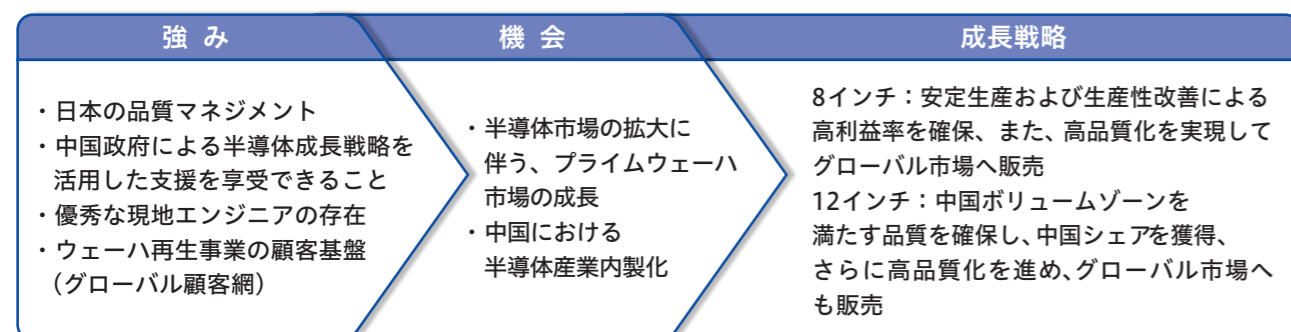 強 み
・日本の品質マネジメント
・中国政府による半導体成長戦略を
活用した支援を享受できること
・優秀な現地エンジニアの存在
・ウェーハ再生事業の顧客基盤
(グローバル顧客網)
機 会
・半導体市場の拡大に
伴う、プライムウェーハ
市場の成長
・中国における
半導体産業内製化
成長戦略
8インチ：安定生産および生産性改善による
高利益率を確保、また、高品質化を実現して
グローバル市場へ販売
12インチ：中国ボリュームゾーンを
満たす品質を確保し、中国シェアを獲得、
さらに高品質化を進め、グローバル市場へ
も販売